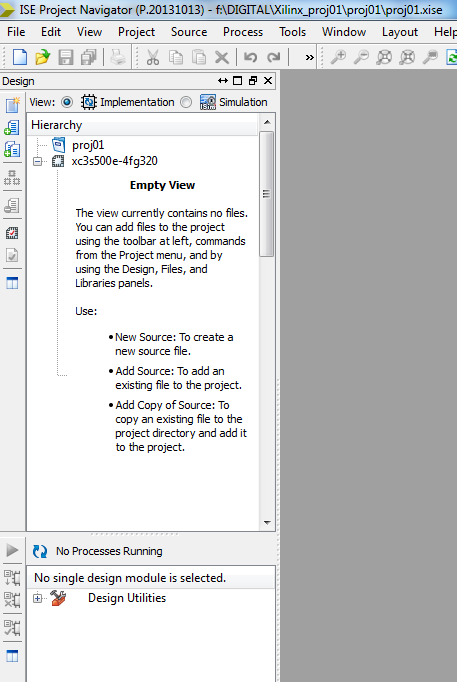 ISE Project Navigator (P.20131013) - f:\DIGITAL\Xilinx_proj01\proj01\proj01.xise
File Edit View Project Source Process Tools Window Layout Help
»
Design
View: Implementation Simulation
Hierarchy
proj01
xc3s500e-4fg320
Empty View
The view currently contains no files.
You can add files to the project
using the toolbar at left, commands
from the Project menu, and by
using the Design, Files, and
Libraries panels.
Use:
•New Source: To create a
new source file.
•Add Source: To add an
existing file to the project.
•Add Copy of Source: To
copy an existing file to the
project directory and add it
to the project.
No Processes Running
No single design module is selected.
Design Utilities